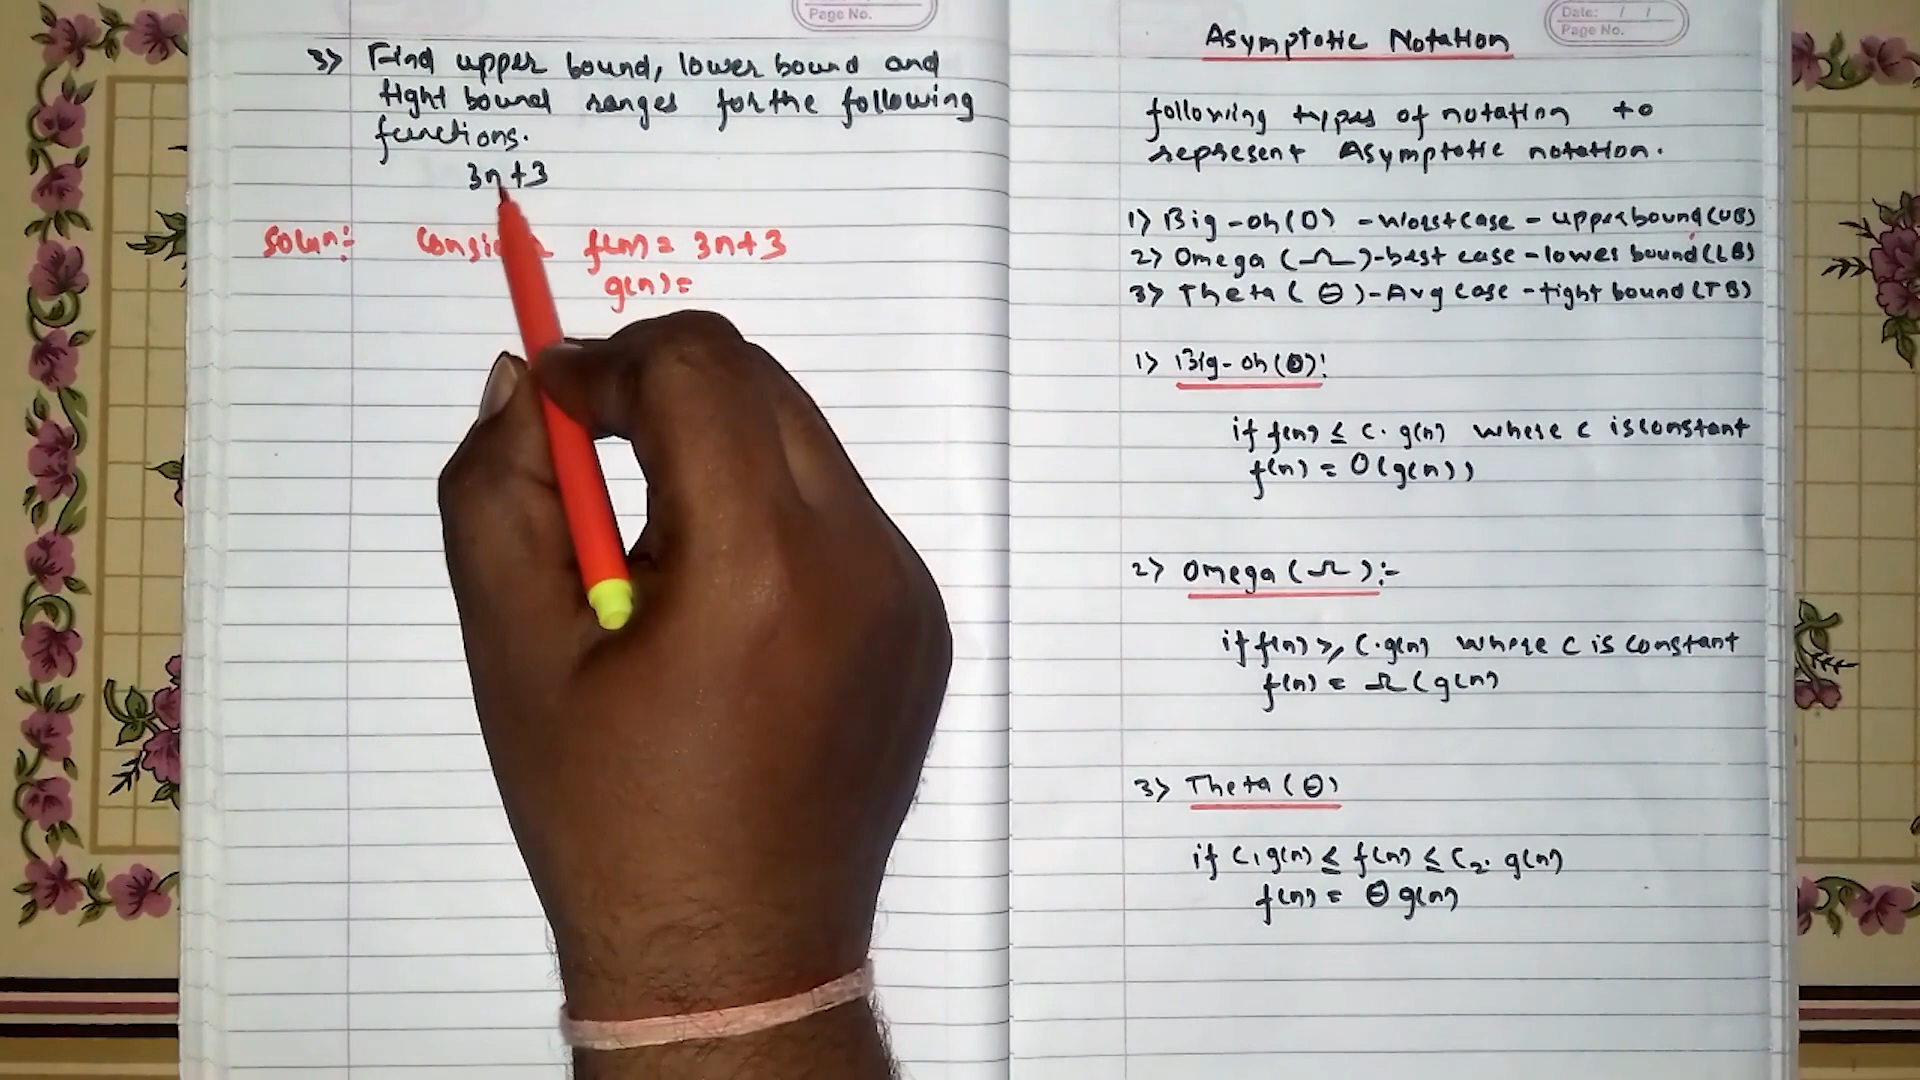 Page No.
3> Find upper bound, lower bound and
tight bound ranges for the following
functions.
3n+3
Soln:- Consider f(n) = 3n+3
g(n) =
Date: / /
Page No.
Asymptotic Notation
following types of notation to
represent Asymptotic notation.
1> Big-oh(O) - worst case - upper bound(UB)
2> Omega (Ω)-best case-lower bound(LB)
3> Theta (Θ)-Avg case-tight bound(TB)
1> Big-oh(O):
if f(n) ≤ c. g(n) where c is constant
f(n) = O(g(n))
2> Omega (Ω):-
if f(n) ≥ c.g(n) where c is constant
f(n) = Ω(g(n)
3> Theta (Θ)
if c₁g(n) ≤ f(n) ≤ c₂. g(n)
f(n) = Θ g(n)